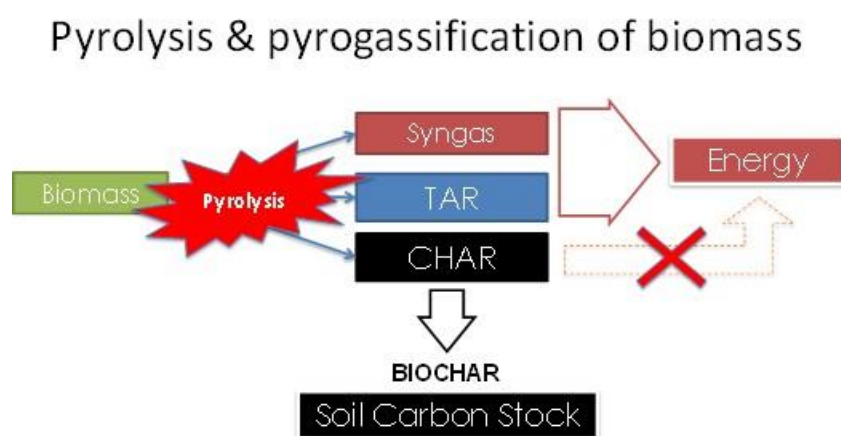 Pyrolysis & pyrogassification of biomass
Syngas
Energy
Biomass
Pyrolysis
TAR
CHAR
BIOCHAR
Soil Carbon Stock